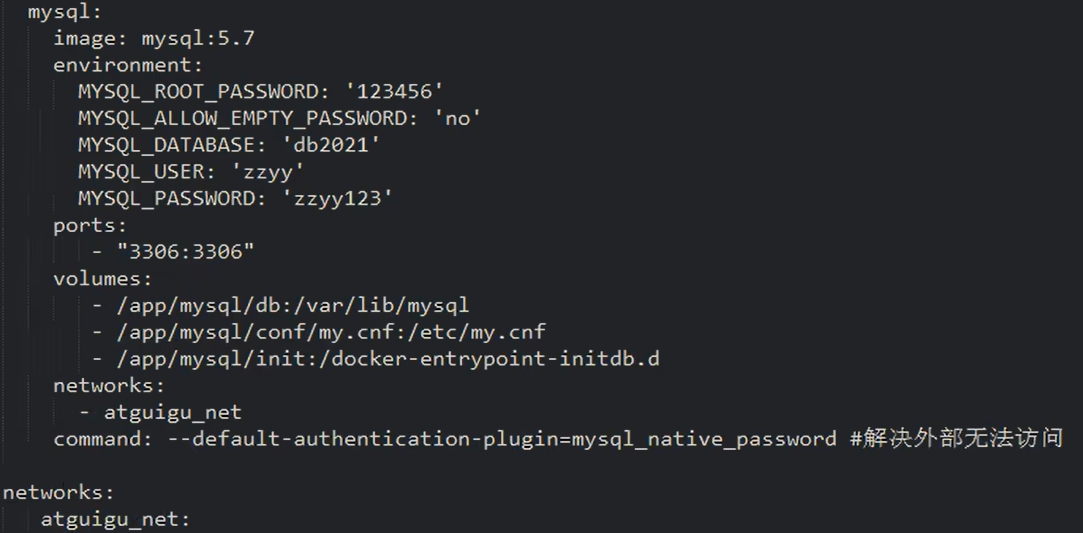 mysql:
image: mysql:5.7
environment:
MYSQL_ROOT_PASSWORD: '123456'
MYSQL_ALLOW_EMPTY_PASSWORD: 'no'
MYSQL_DATABASE: 'db2021'
MYSQL_USER: 'zzyy'
MYSQL_PASSWORD: 'zzyy123'
ports:
- "3306:3306"
volumes:
- /app/mysql/db:/var/lib/mysql
- /app/mysql/conf/my.cnf:/etc/my.cnf
- /app/mysql/init:/docker-entrypoint-initdb.d
networks:
- atguigu_net
command: --default-authentication-plugin=mysql_native_password #解决外部无法访问
networks:
atguigu_net: